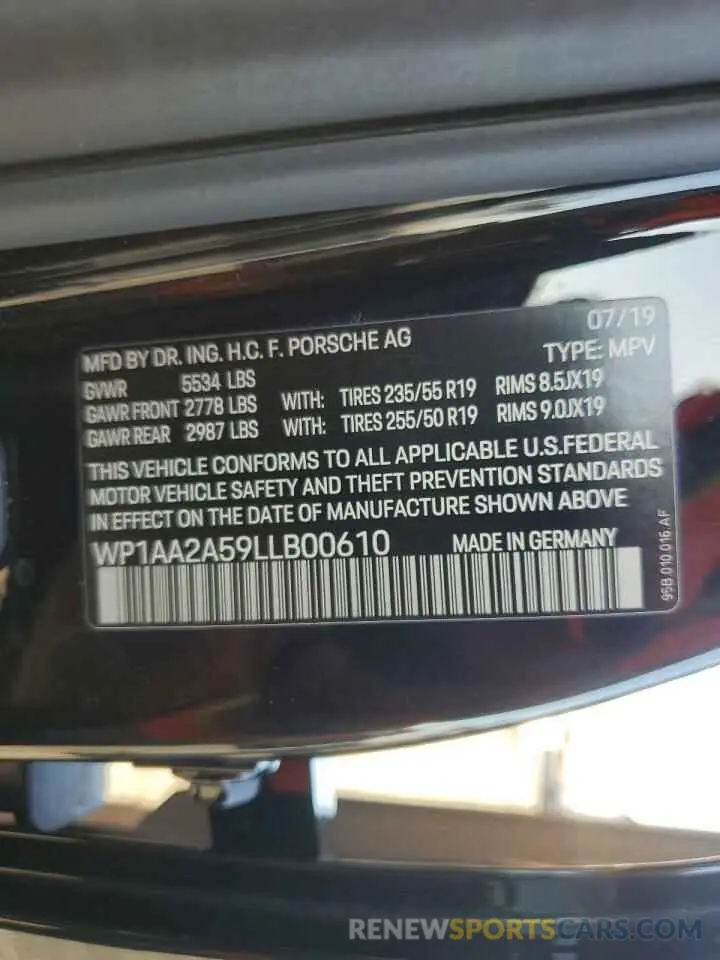 07/19
MFD BY DR. ING. H.C. F. PORSCHE AG
TYPE: MPV
GVWR 5534 LBS
GAWR FRONT 2778 LBS WITH: TIRES 235/55 R19 RIMS 8.5JX19
GAWR REAR 2987 LBS WITH: TIRES 255/50 R19 RIMS 9.0JX19
THIS VEHICLE CONFORMS TO ALL APPLICABLE U.S.FEDERAL
MOTOR VEHICLE SAFETY AND THEFT PREVENTION STANDARDS
IN EFFECT ON THE DATE OF MANUFACTURE SHOWN ABOVE
WP1AA2A59LLB00610 MADE IN GERMANY
95B.010.016.AF
RENEWSPORTSCARS.COM